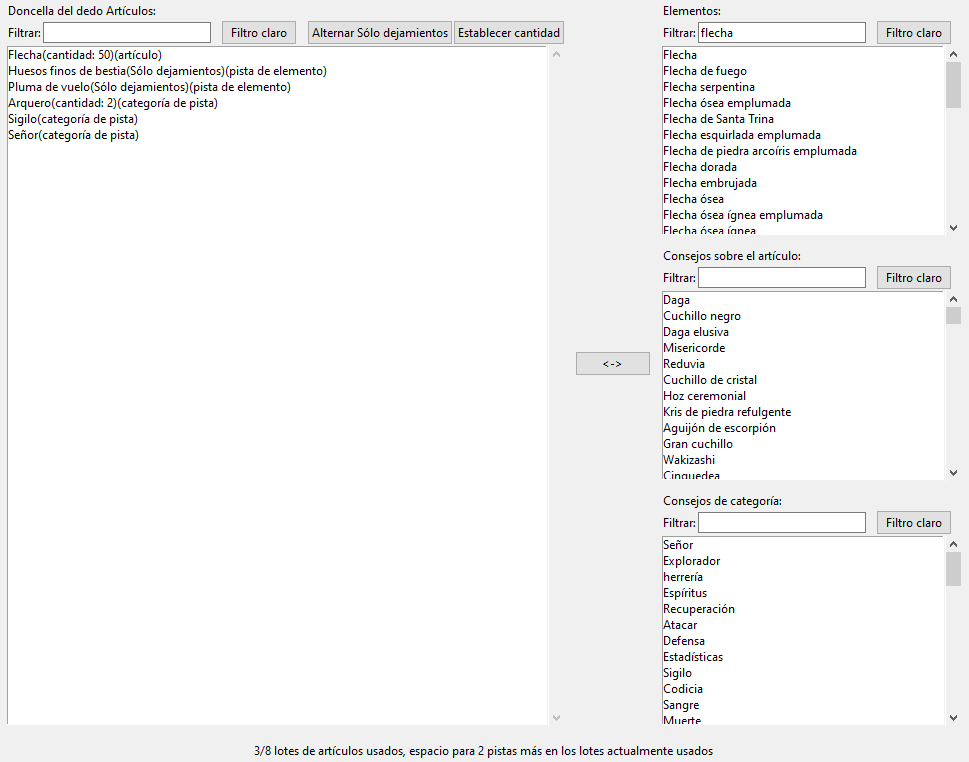 Doncella del dedo Artículos:
Filtrar:
Filtro claro
Alternar Sólo dejamientos
Establecer cantidad
Flecha(cantidad: 50)(artículo)
Huesos finos de bestia(Sólo dejamientos)(pista de elemento)
Pluma de vuelo(Sólo dejamientos)(pista de elemento)
Arquero(cantidad: 2)(categoría de pista)
Sigilo(categoría de pista)
Señor(categoría de pista)
<->
Elementos:
Filtrar: flecha
Filtro claro
Flecha
Flecha de fuego
Flecha serpentina
Flecha ósea emplumada
Flecha de Santa Trina
Flecha esquirlada emplumada
Flecha de piedra arcoíris emplumada
Flecha dorada
Flecha embrujada
Flecha ósea
Flecha ósea ígnea emplumada
Flecha ósea ígnea
Consejos sobre el artículo:
Filtrar:
Filtro claro
Daga
Cuchillo negro
Daga elusiva
Misericorde
Reduvia
Cuchillo de cristal
Hoz ceremonial
Kris de piedra refulgente
Aguijón de escorpión
Gran cuchillo
Wakizashi
Cinquedea
Consejos de categoría:
Filtrar:
Filtro claro
Señor
Explorador
herrería
Espíritus
Recuperación
Atacar
Defensa
Estadísticas
Sigilo
Codicia
Sangre
Muerte
3/8 lotes de artículos usados, espacio para 2 pistas más en los lotes actualmente usados